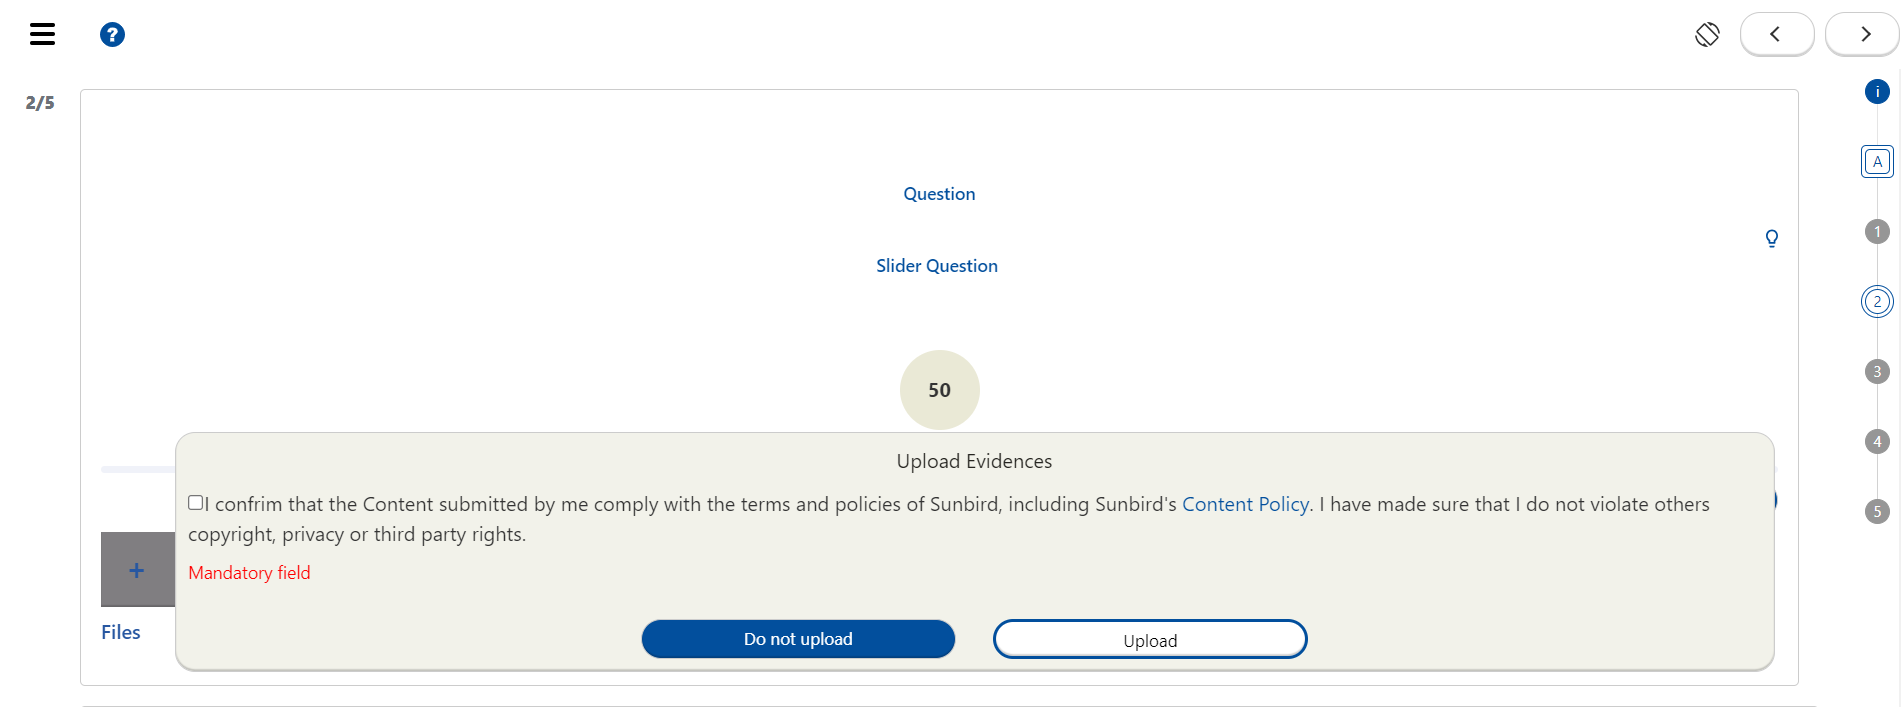 ?
2/5
i
A
Question
1
Slider Question
2
3
50
4
Upload Evidences
I confrim that the Content submitted by me comply with the terms and policies of Sunbird, including Sunbird's Content Policy. I have made sure that I do not violate others
copyright, privacy or third party rights.
5
+
Mandatory field
Files
Do not upload
Upload